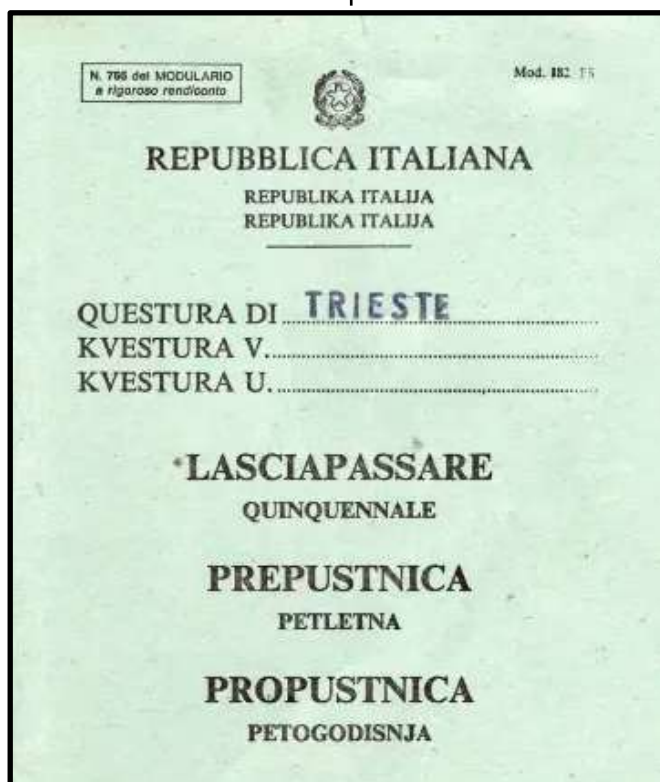 N. 766 del MODULARIO
a rigoroso rendiconto
Mod. 182
REPUBBLICA ITALIANA
REPUBLIKA ITALIJA
REPUBLIKA ITALIJA
QUESTURA DI TRIESTE
KVESTURA V.
KVESTURA U.
LASCIAPASSARE
QUINQUENNALE
PREPUSTNICA
PETLETNA
PROPUSTNICA
PETOGODISNJA